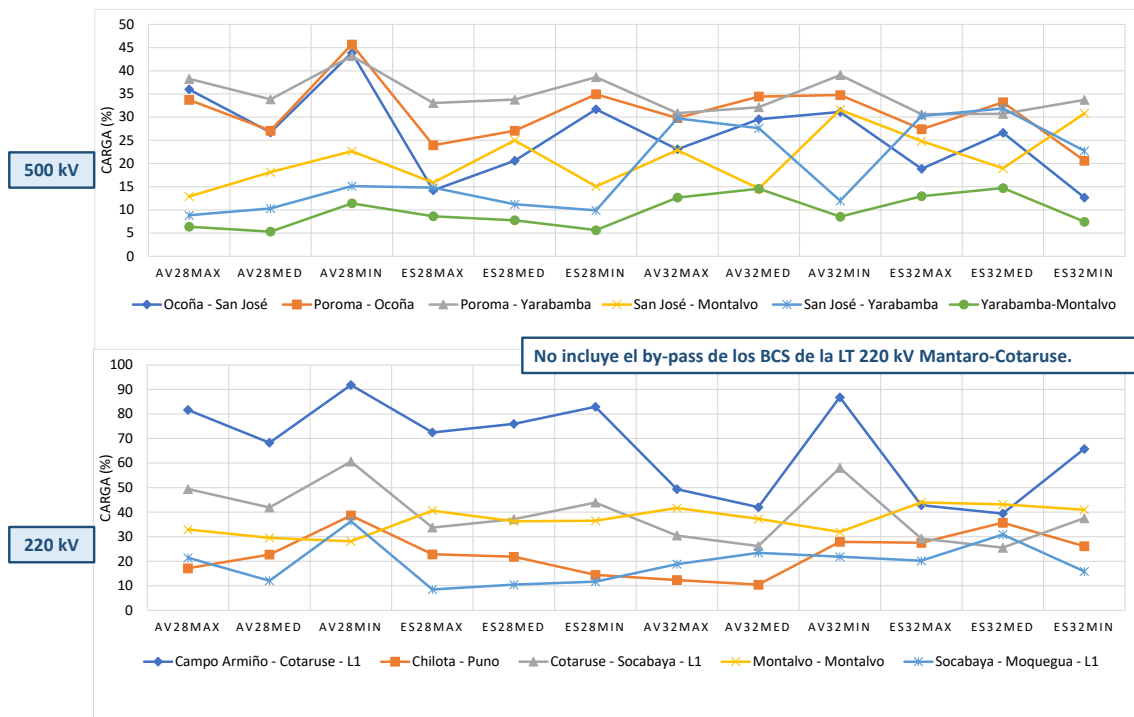 50
45
40
35
30
25
20
15
10
5
0
CARGA (%)
500 kV
AV28MAX AV28MED AV28MIN ES28MAX ES28MED ES28MIN AV32MAX AV32MED AV32MIN ES32MAX ES32MED ES32MIN
Ocoña - San José Poroma - Ocoña Poroma - Yarabamba San José - Montalvo San José - Yarabamba Yarabamba-Montalvo
No incluye el by-pass de los BCS de la LT 220 kV Mantaro-Cotaruse.
100
90
80
70
60
50
40
30
20
10
0
CARGA (%)
220 kV
AV28MAX AV28MED AV28MIN ES28MAX ES28MED ES28MIN AV32MAX AV32MED AV32MIN ES32MAX ES32MED ES32MIN
Campo Armiño - Cotaruse - L1 Chilota - Puno Cotaruse - Socabaya - L1 Montalvo - Montalvo Socabaya - Moquegua - L1